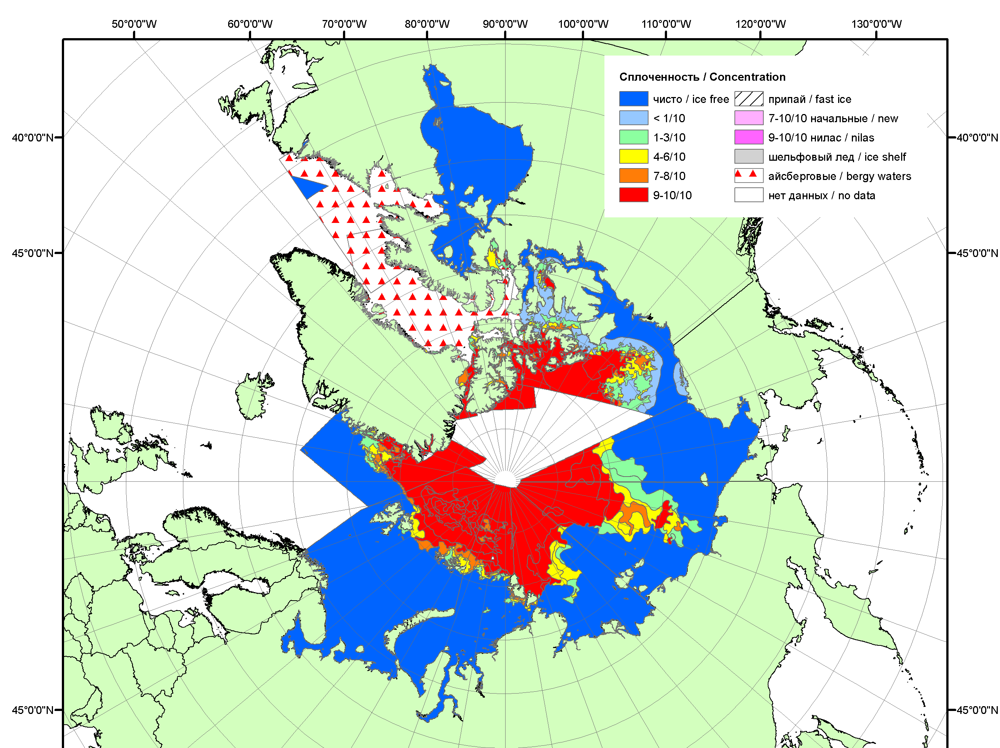 50°0'0"W 60°0'0"W 70°0'0"W 80°0'0"W 90°0'0"W 100°0'0"W 110°0'0"W 120°0'0"W 130°0'0"W
Сплоченность / Concentration
чисто / ice free
< 1/10
1-3/10
4-6/10
7-8/10
9-10/10
припай / fast ice
7-10/10 начальные / new
9-10/10 нилас / nilas
шельфовый лед / ice shelf
айсберговые / bergy waters
нет данных / no data
40°0'0"N 40°0'0"N
45°0'0"N 45°0'0"N
45°0'0"N 45°0'0"N